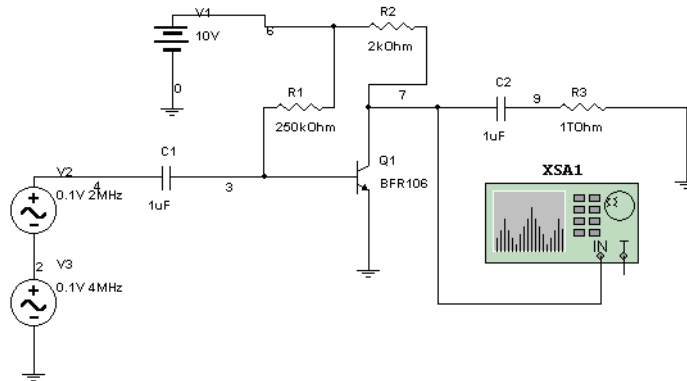 V1
10V
6
0
R2
2kOhm
R1
250kOhm
7
C2
1uF
9
R3
1TOhm
C1
1uF
3
Q1
BFR106
XSA1
IN T
V2
4
0.1V 2MHz
2
V3
0.1V 4MHz